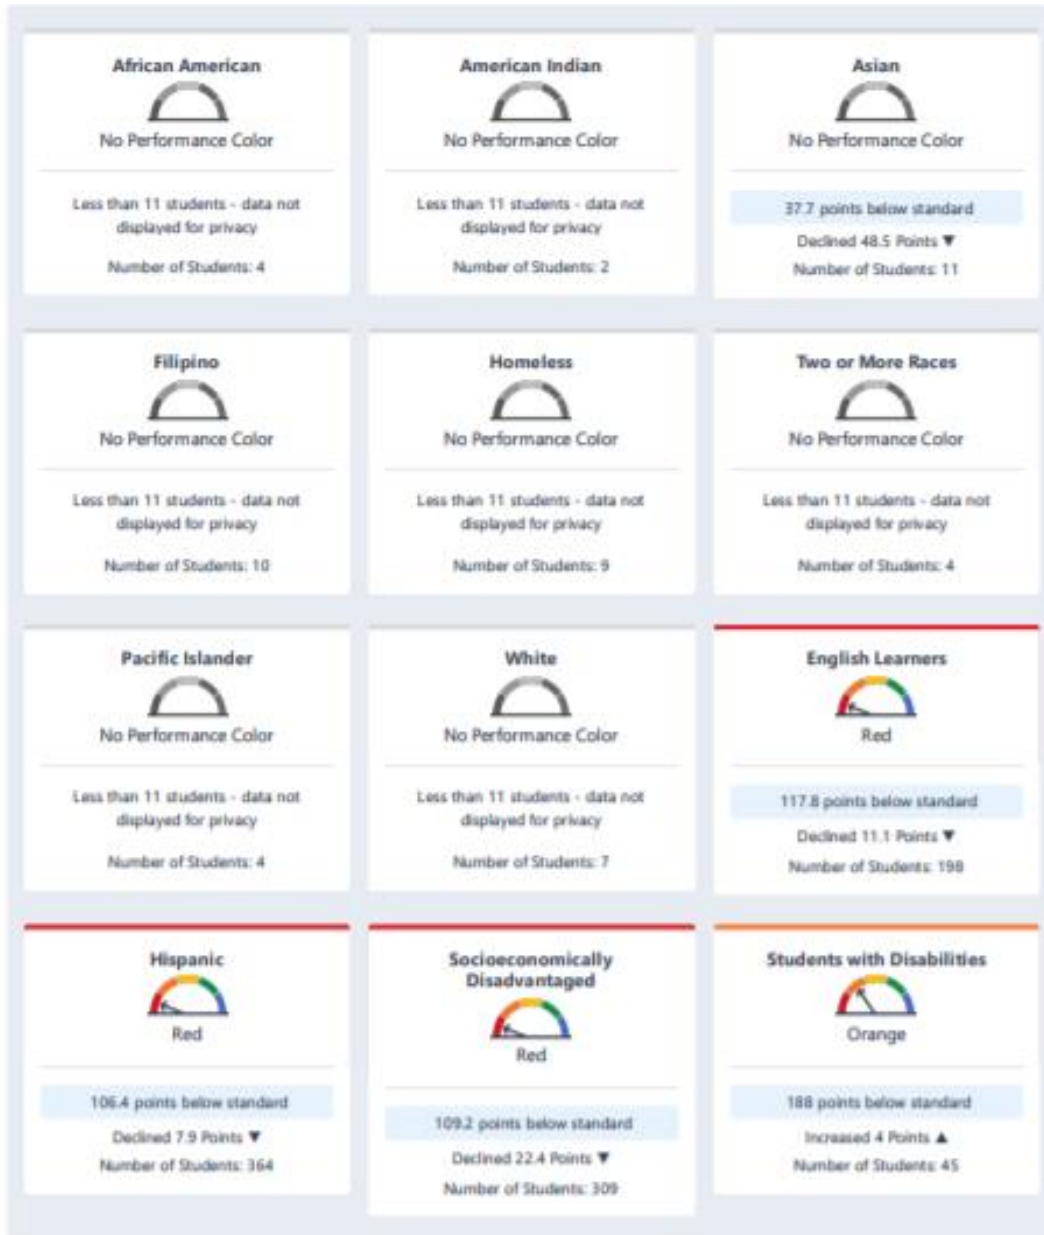 African American
No Performance Color
Less than 11 students - data not
displayed for privacy
Number of Students: 4
American Indian
No Performance Color
Less than 11 students - data not
displayed for privacy
Number of Students: 2
Asian
No Performance Color
37.7 points below standard
Declined 48.5 Points ▼
Number of Students: 11
Filipino
No Performance Color
Less than 11 students - data not
displayed for privacy
Number of Students: 10
Homeless
No Performance Color
Less than 11 students - data not
displayed for privacy
Number of Students: 9
Two or More Races
No Performance Color
Less than 11 students - data not
displayed for privacy
Number of Students: 4
Pacific Islander
No Performance Color
Less than 11 students - data not
displayed for privacy
Number of Students: 4
White
No Performance Color
Less than 11 students - data not
displayed for privacy
Number of Students: 7
English Learners
Red
117.8 points below standard
Declined 11.1 Points ▼
Number of Students: 198
Hispanic
Red
106.4 points below standard
Declined 7.9 Points ▼
Number of Students: 364
Socioeconomically
Disadvantaged
Red
109.2 points below standard
Declined 22.4 Points ▼
Number of Students: 309
Students with Disabilities
Orange
188 points below standard
Increased 4 Points ▲
Number of Students: 45